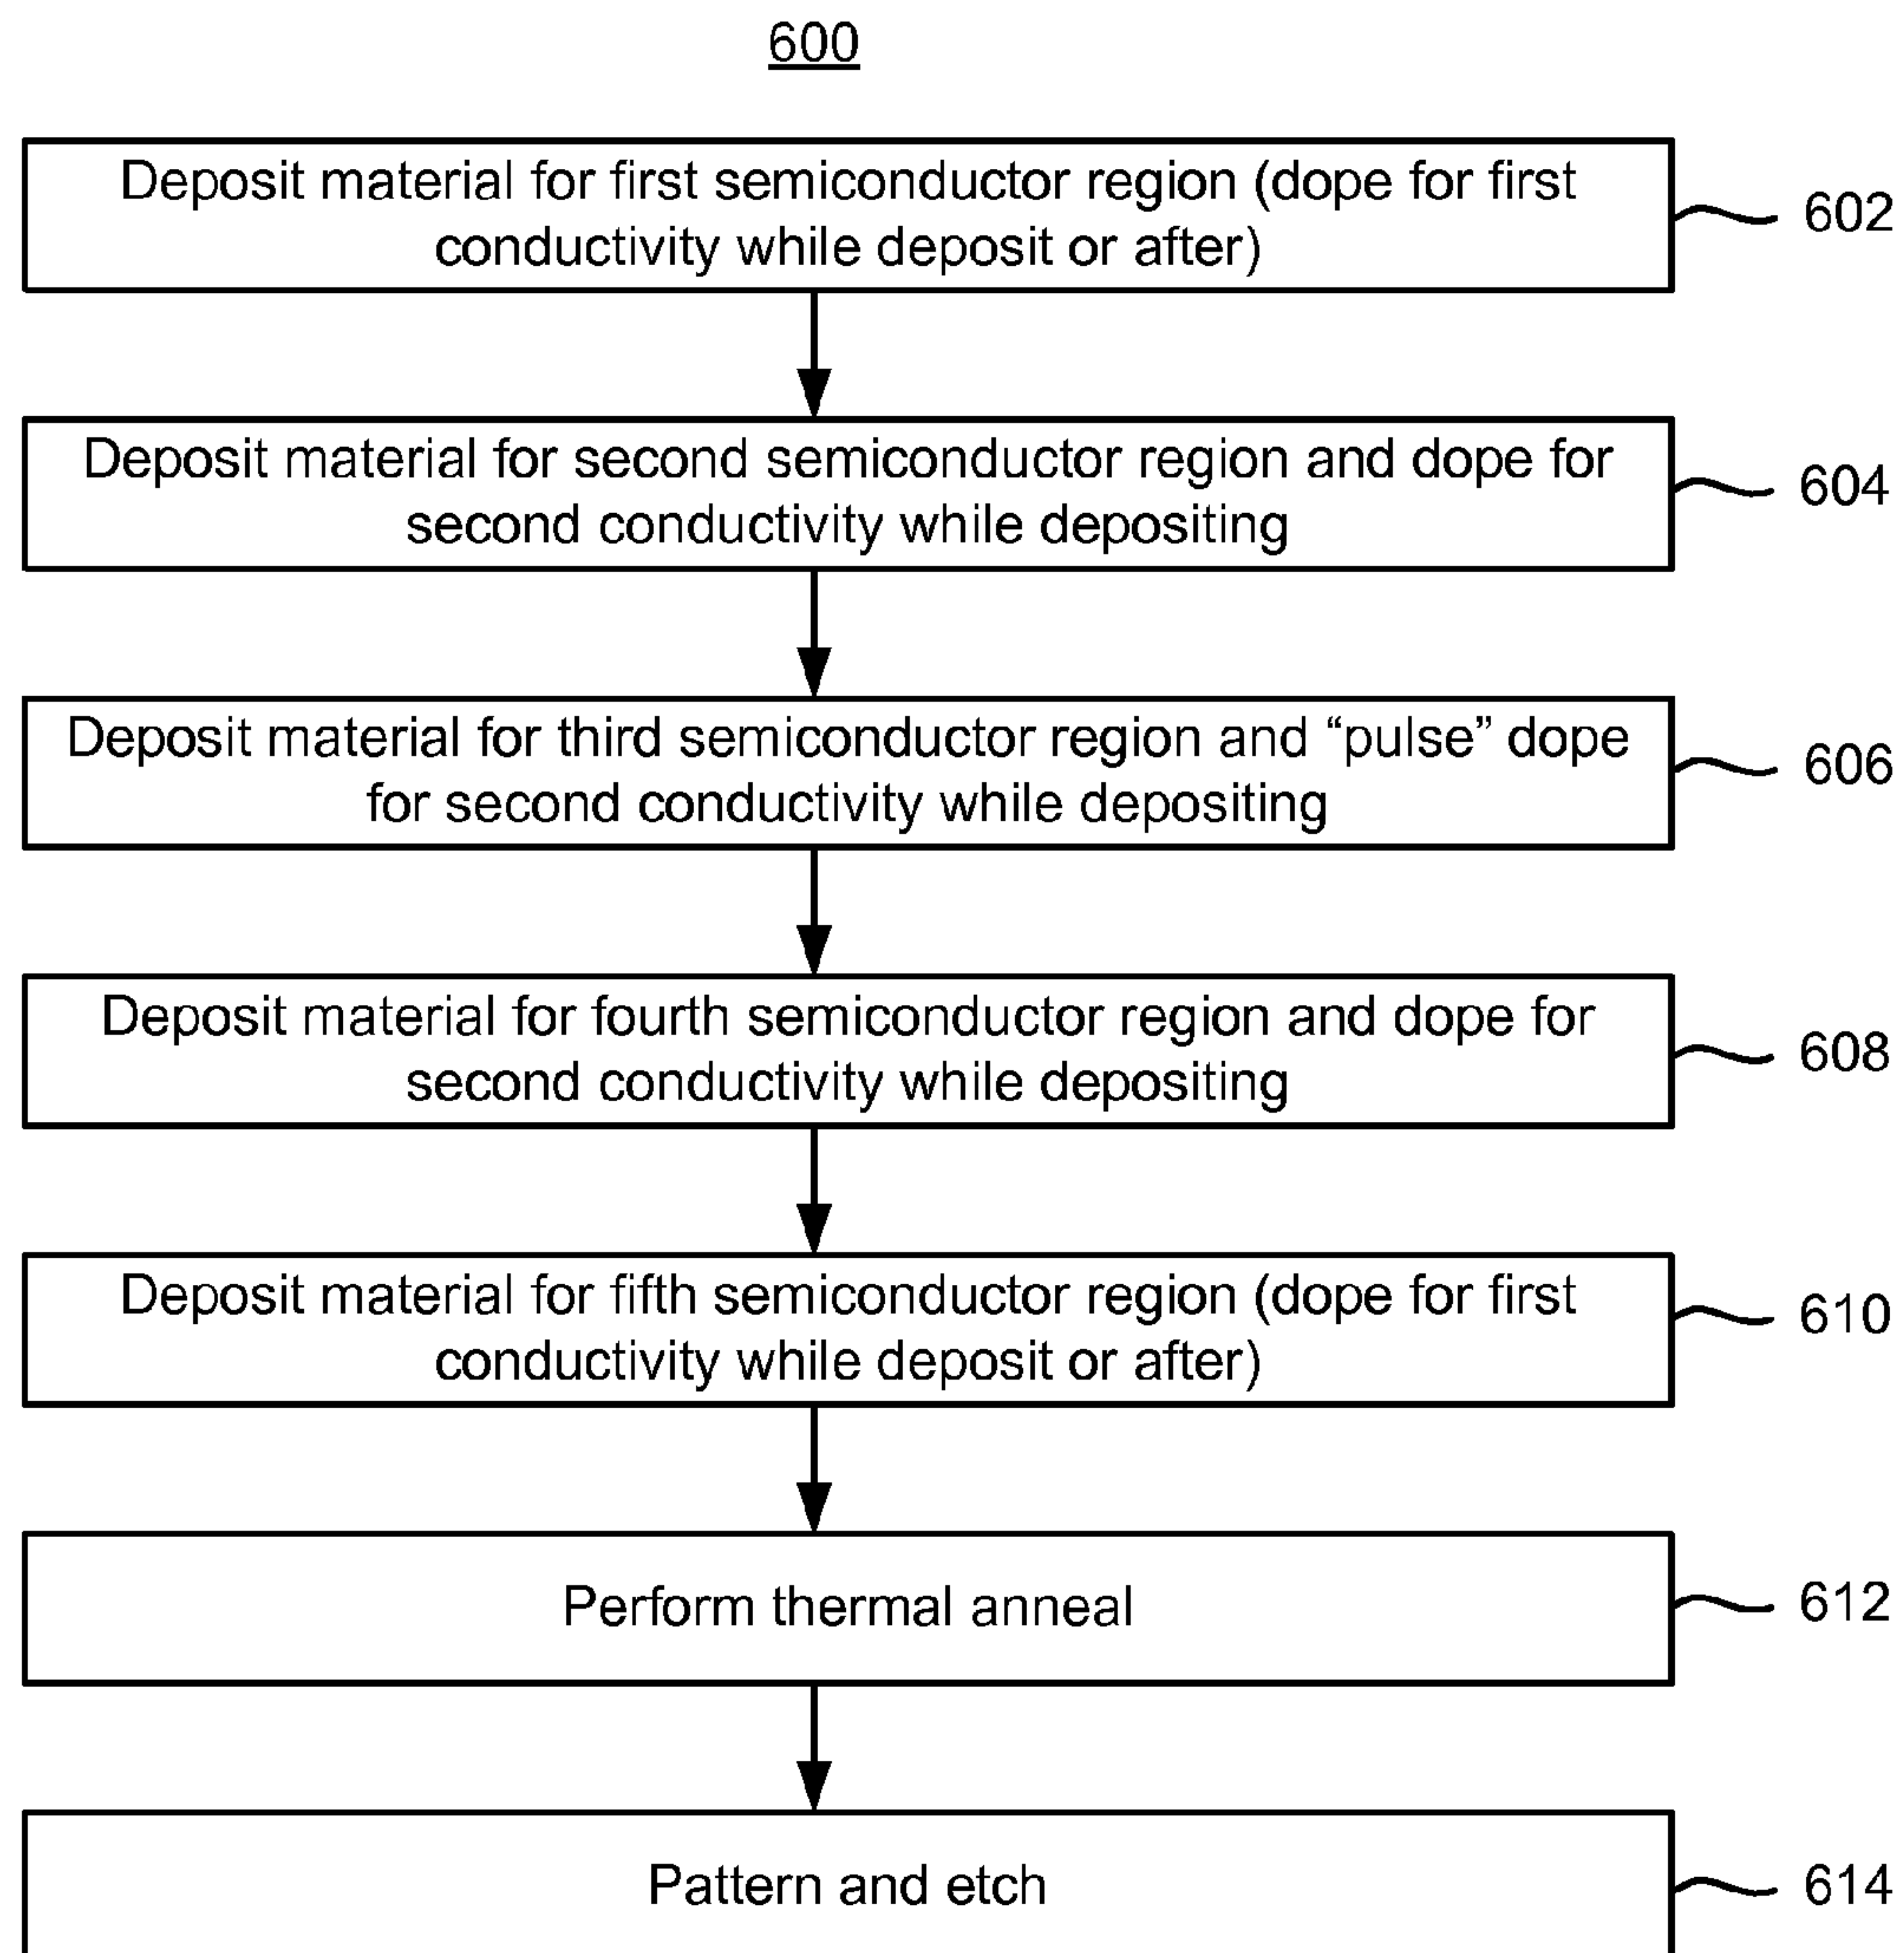 600
Deposit material for first semiconductor region (dope for first
conductivity while deposit or after)
602
Deposit material for second semiconductor region and dope for
second conductivity while depositing
604
Deposit material for third semiconductor region and “pulse” dope
for second conductivity while depositing
606
Deposit material for fourth semiconductor region and dope for
second conductivity while depositing
608
Deposit material for fifth semiconductor region (dope for first
conductivity while deposit or after)
610
Perform thermal anneal
612
Pattern and etch
614